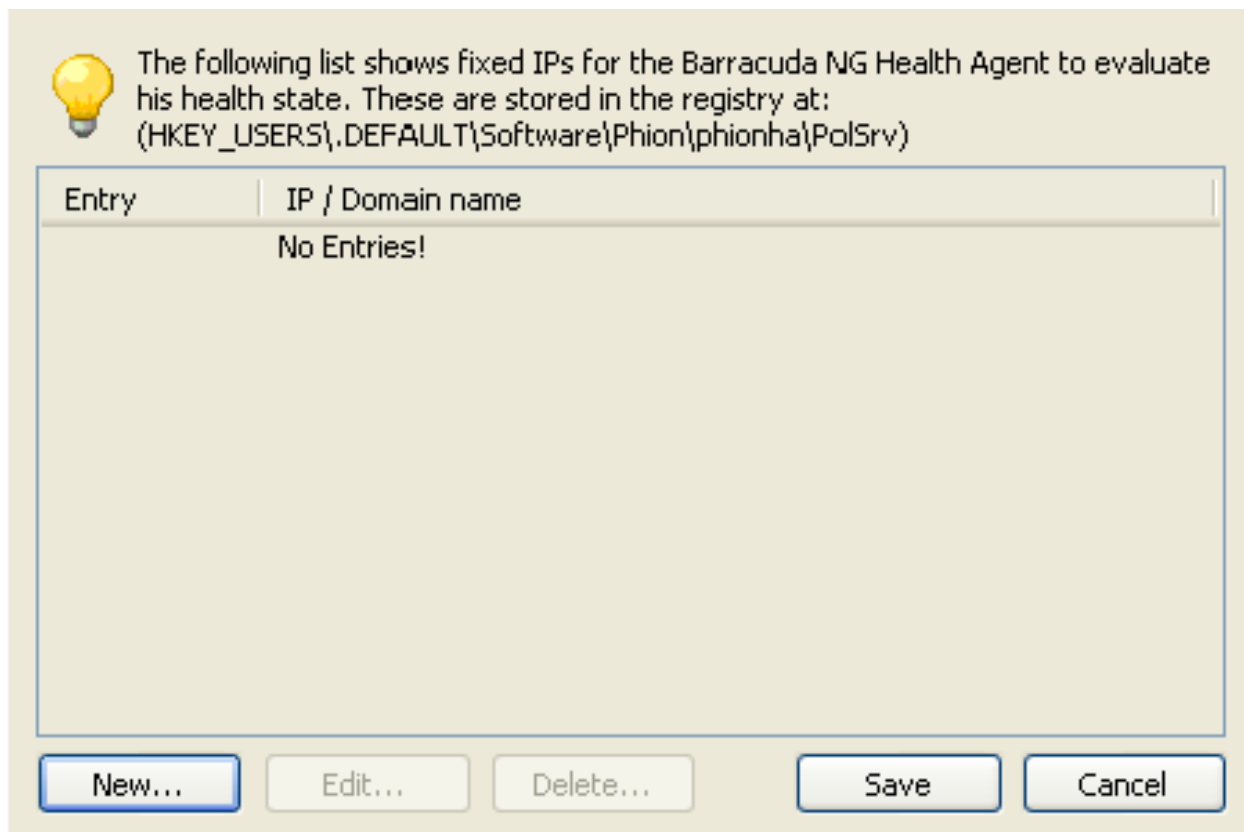 The following list shows fixed IPs for the Barracuda NG Health Agent to evaluate
his health state. These are stored in the registry at:
(HKEY_USERS\.DEFAULT\Software\Phion\phionha\PolSrv)
Entry IP / Domain name
No Entries!
New... Edit... Delete... Save Cancel